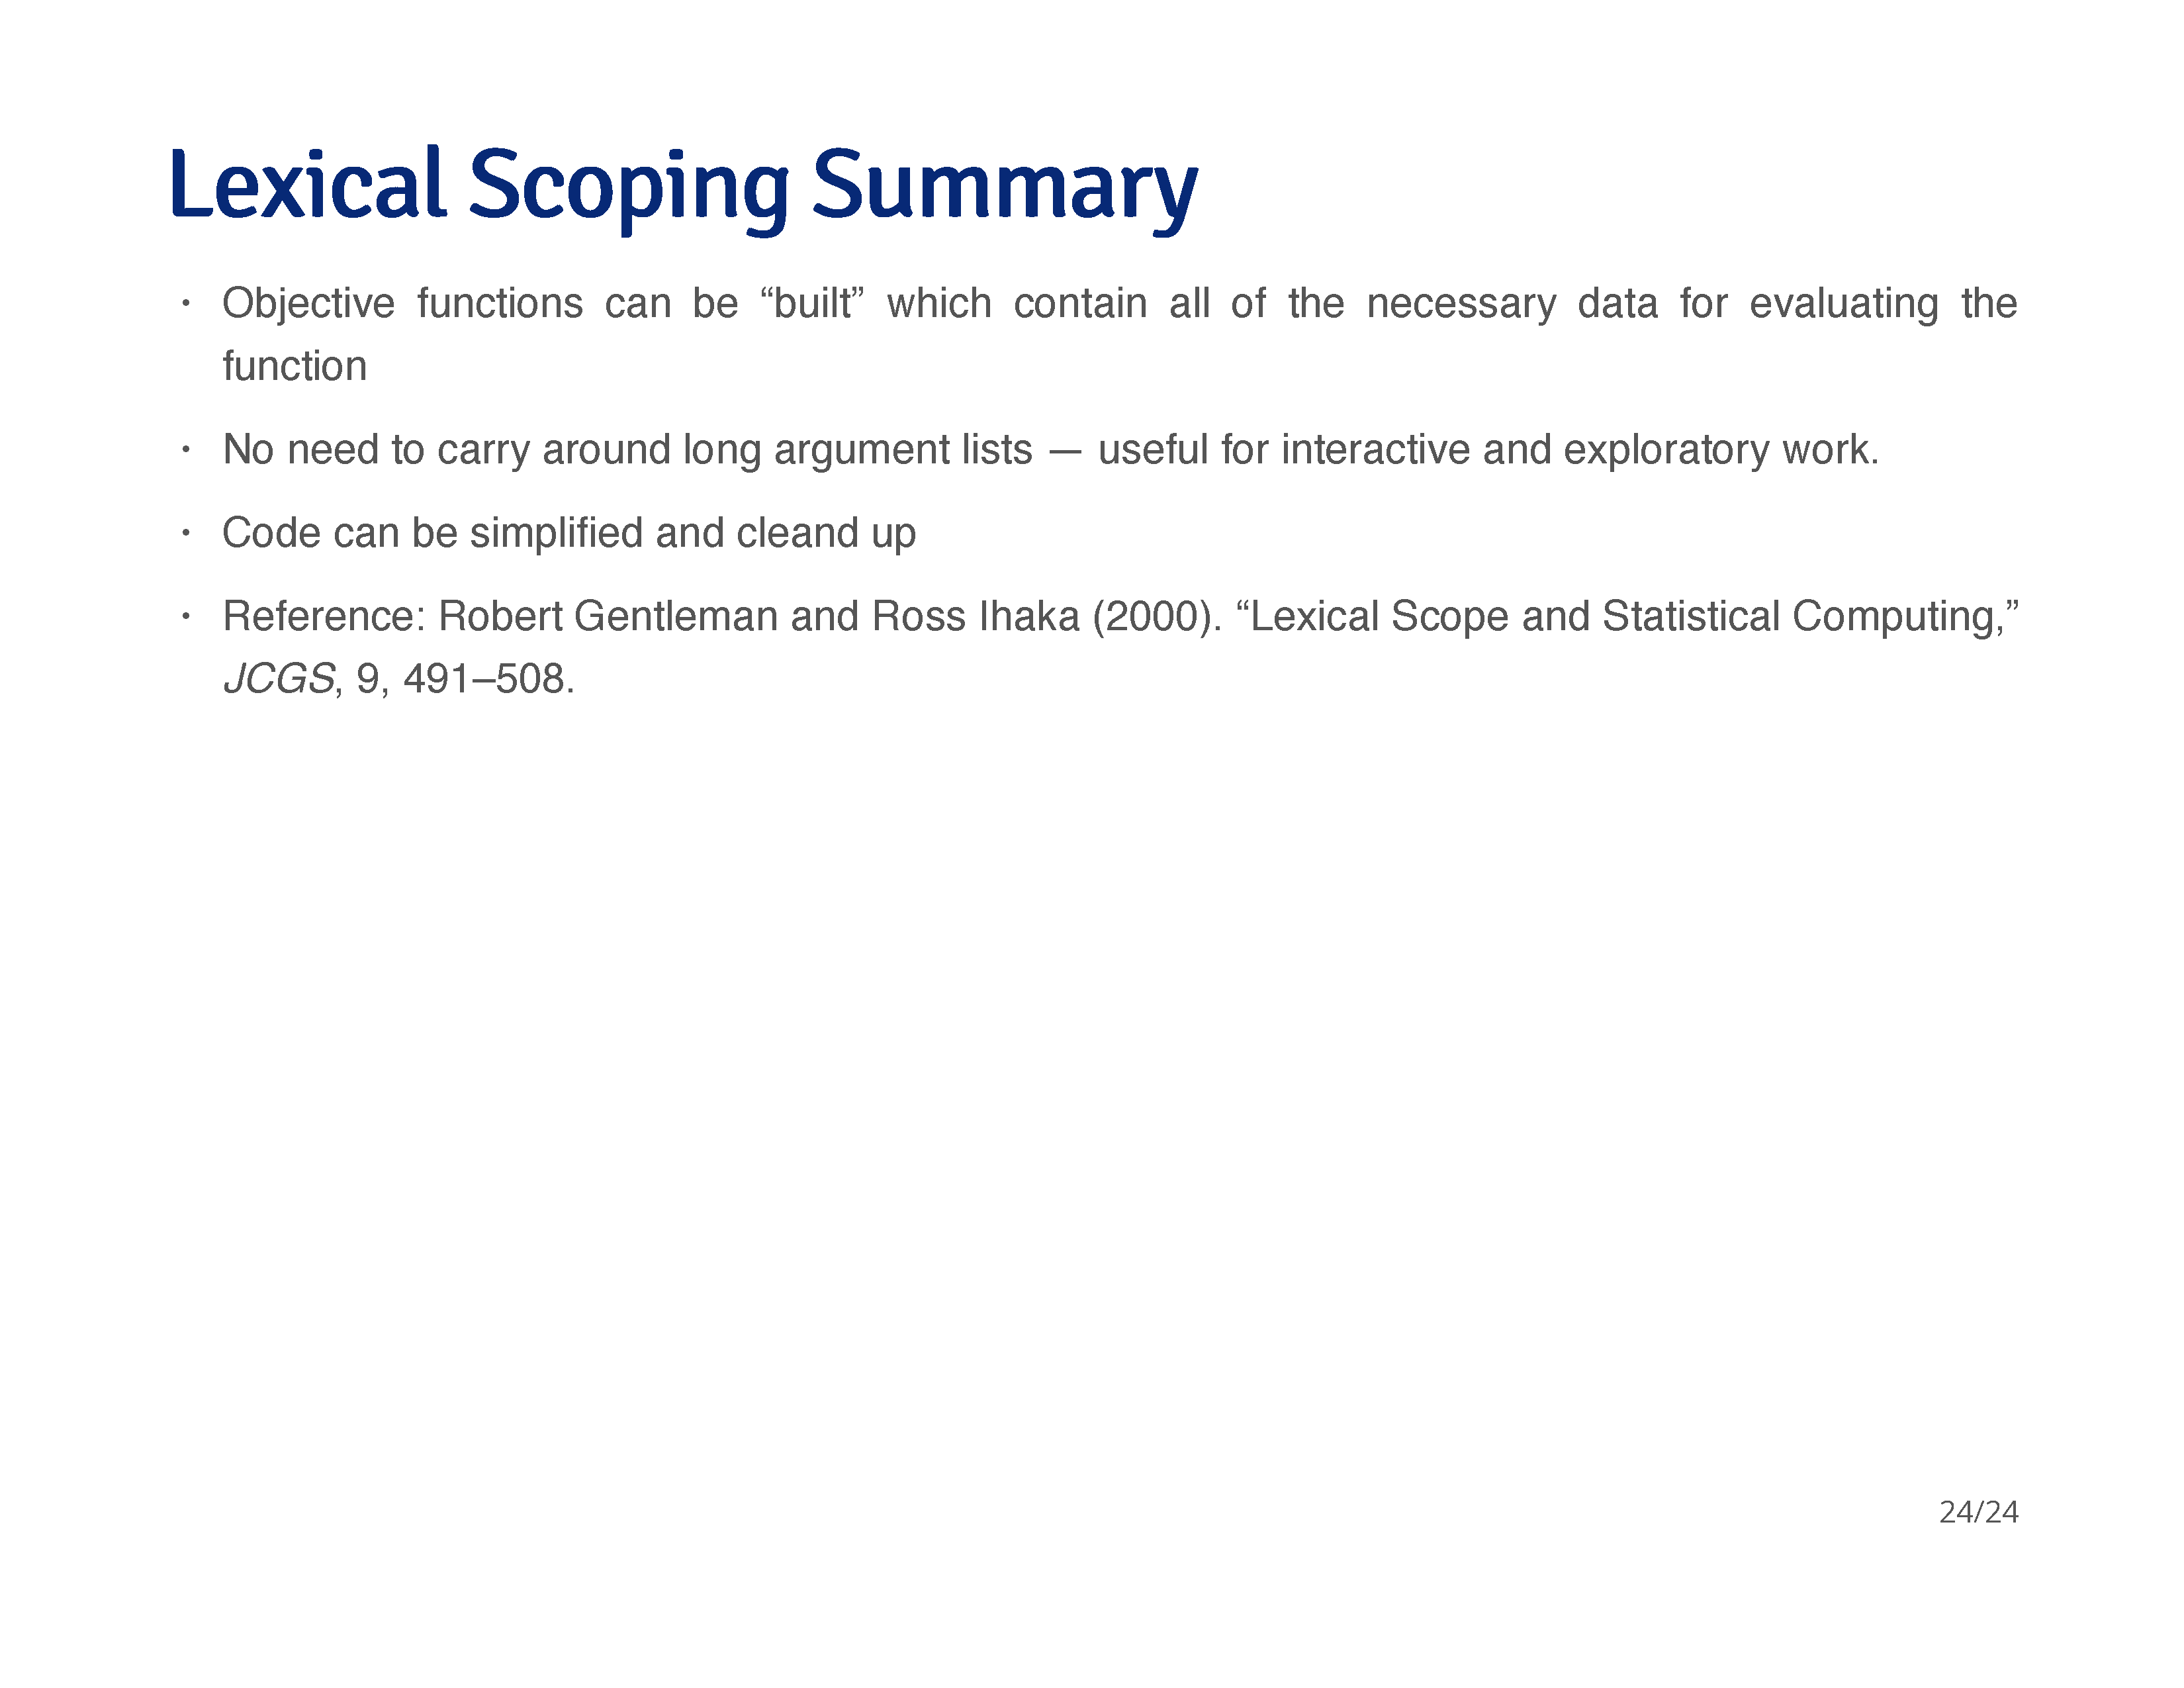 Lexical Scoping Summary
· Objective functions can be “built” which contain all of the necessary data for evaluating the
function
· No need to carry around long argument lists — useful for interactive and exploratory work.
· Code can be simplified and cleand up
· Reference: Robert Gentleman and Ross Ihaka (2000). “Lexical Scope and Statistical Computing,”
JCGS, 9, 491–508.
24/24